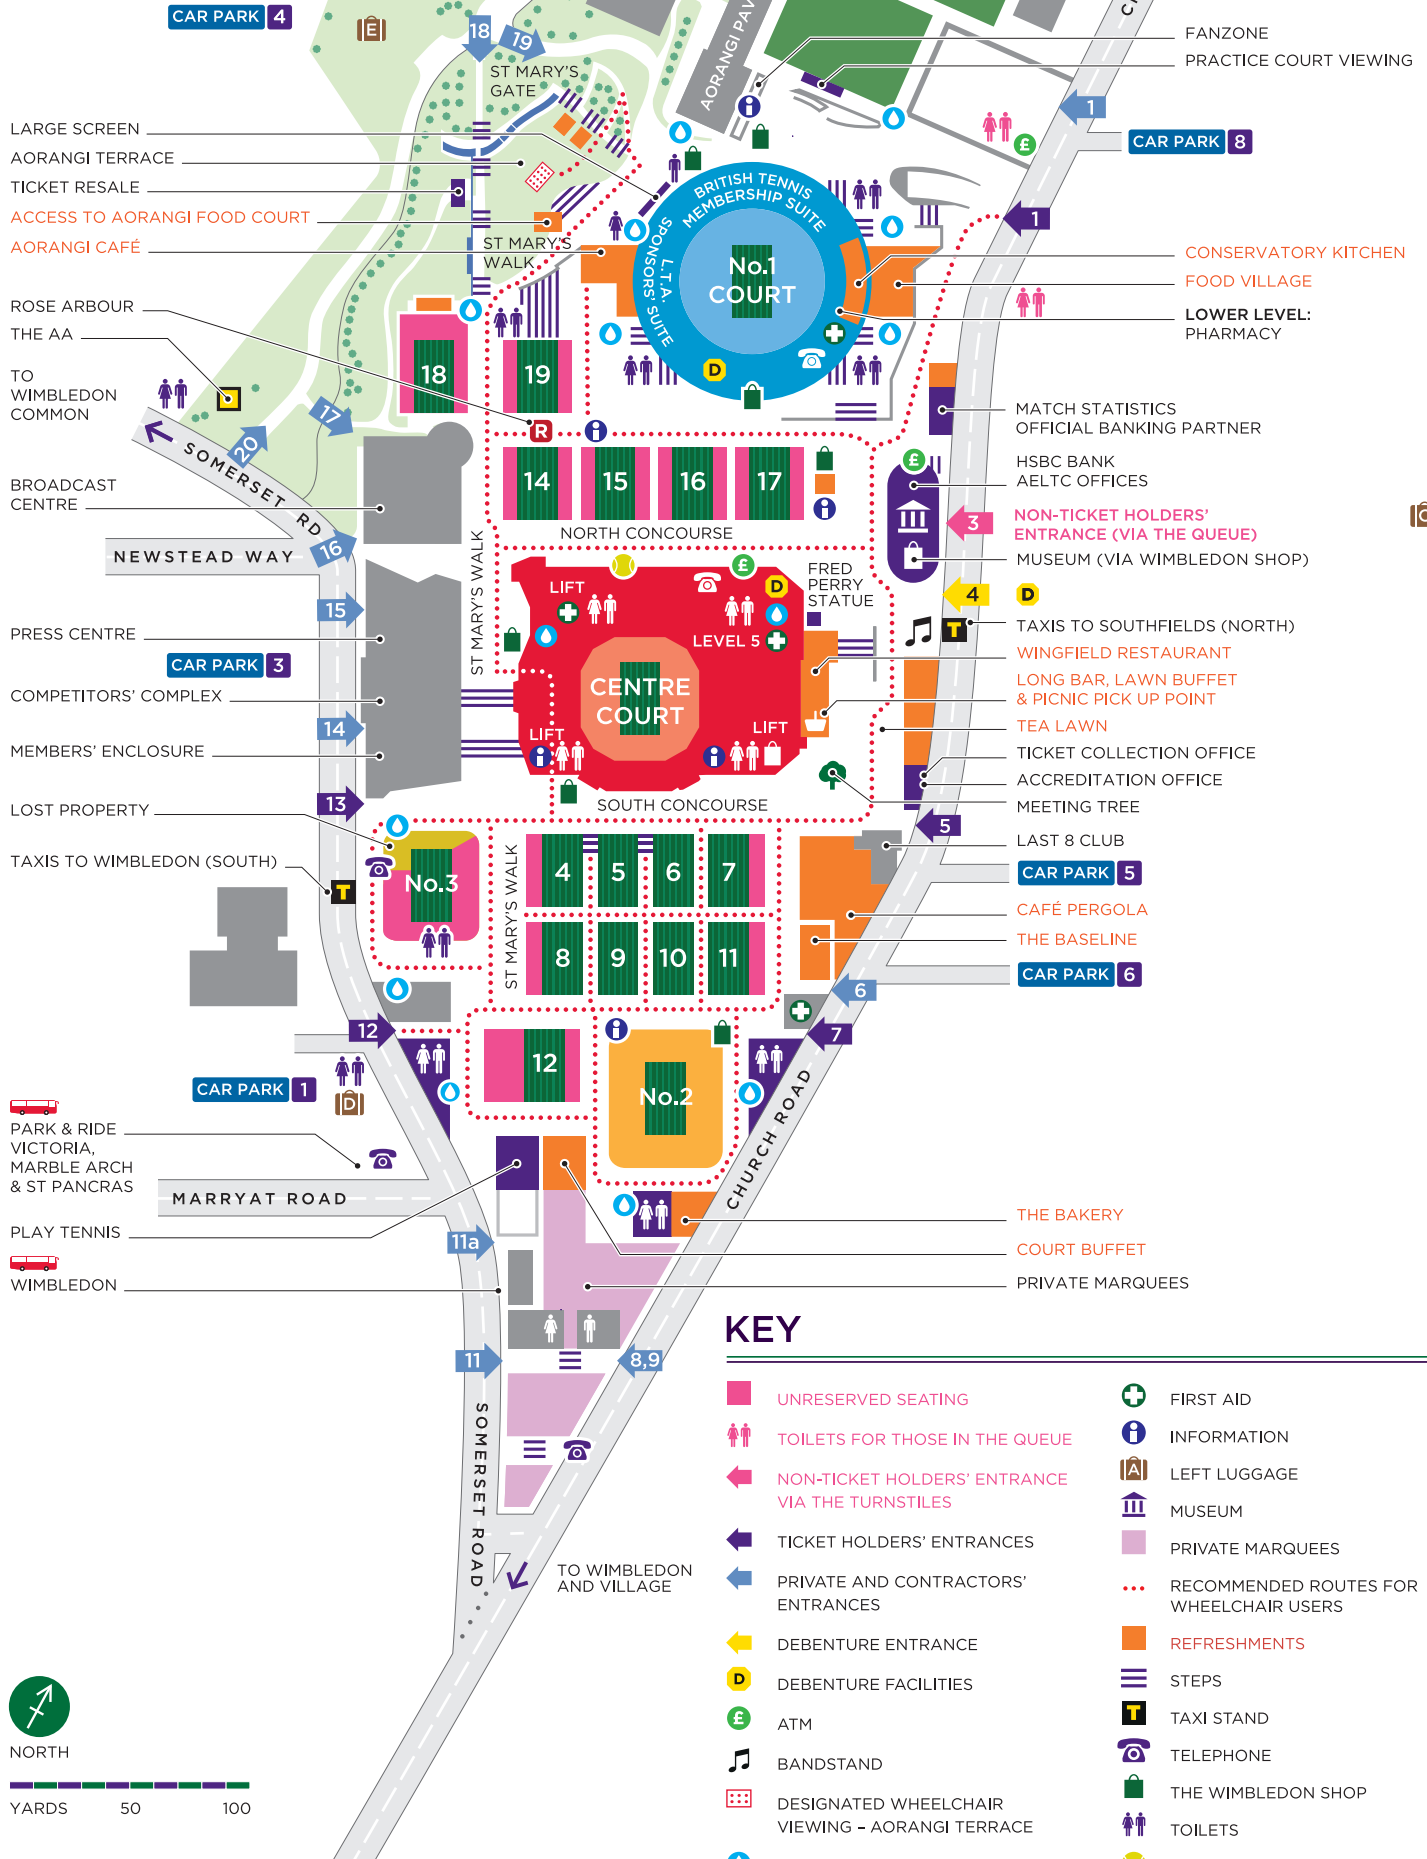 CAR PARK 4
E
18
19
ST MARY'S
GATE
AORANGI PAV
FANZONE
PRACTICE COURT VIEWING
1
CAR PARK 8
£
LARGE SCREEN
AORANGI TERRACE
TICKET RESALE
ACCESS TO AORANGI FOOD COURT
AORANGI CAFÉ
ST MARY'S
WALK
BRITISH TENNIS
MEMBERSHIP SUITE
L.T.A.
SPONSORS' SUITE
No.1
COURT
D
1
CONSERVATORY KITCHEN
FOOD VILLAGE
LOWER LEVEL:
PHARMACY
ROSE ARBOUR
THE AA
TO
WIMBLEDON
COMMON
18
19
R
17
20
SOMERSET RD
MATCH STATISTICS
OFFICIAL BANKING PARTNER
HSBC BANK
AELTC OFFICES
£
BROADCAST
CENTRE
14
15
16
17
NORTH CONCOURSE
3
NON-TICKET HOLDERS'
ENTRANCE (VIA THE QUEUE)
MUSEUM (VIA WIMBLEDON SHOP)
NEWSTEAD WAY
16
15
ST MARY'S WALK
LIFT
£
D
FRED
PERRY
STATUE
4
D
LEVEL 5
T
TAXIS TO SOUTHFIELDS (NORTH)
WINGFIELD RESTAURANT
LONG BAR, LAWN BUFFET
& PICNIC PICK UP POINT
TEA LAWN
TICKET COLLECTION OFFICE
ACCREDITATION OFFICE
MEETING TREE
PRESS CENTRE
CAR PARK 3
COMPETITORS' COMPLEX
14
MEMBERS' ENCLOSURE
CENTRE
COURT
LIFT
LIFT
13
SOUTH CONCOURSE
LOST PROPERTY
5
LAST 8 CLUB
TAXIS TO WIMBLEDON (SOUTH)
T
No.3
ST MARY'S WALK
4
5
6
7
8
9
10
11
CAR PARK 5
CAFÉ PERGOLA
THE BASELINE
CAR PARK 6
6
7
12
12
No.2
CAR PARK 1
D
PARK & RIDE
VICTORIA,
MARBLE ARCH
& ST PANCRAS
MARRYAT ROAD
CHURCH ROAD
PLAY TENNIS
11a
WIMBLEDON
THE BAKERY
COURT BUFFET
PRIVATE MARQUEES
11
8,9
SOMERSET ROAD
TO WIMBLEDON
AND VILLAGE
KEY
UNRESERVED SEATING
TOILETS FOR THOSE IN THE QUEUE
NON-TICKET HOLDERS' ENTRANCE
VIA THE TURNSTILES
TICKET HOLDERS' ENTRANCES
PRIVATE AND CONTRACTORS'
ENTRANCES
DEBENTURE ENTRANCE
D DEBENTURE FACILITIES
£ ATM
BANDSTAND
DESIGNATED WHEELCHAIR
VIEWING – AORANGI TERRACE
FIRST AID
INFORMATION
A LEFT LUGGAGE
MUSEUM
PRIVATE MARQUEES
RECOMMENDED ROUTES FOR
WHEELCHAIR USERS
REFRESHMENTS
STEPS
T TAXI STAND
TELEPHONE
THE WIMBLEDON SHOP
TOILETS
NORTH
YARDS 50 100